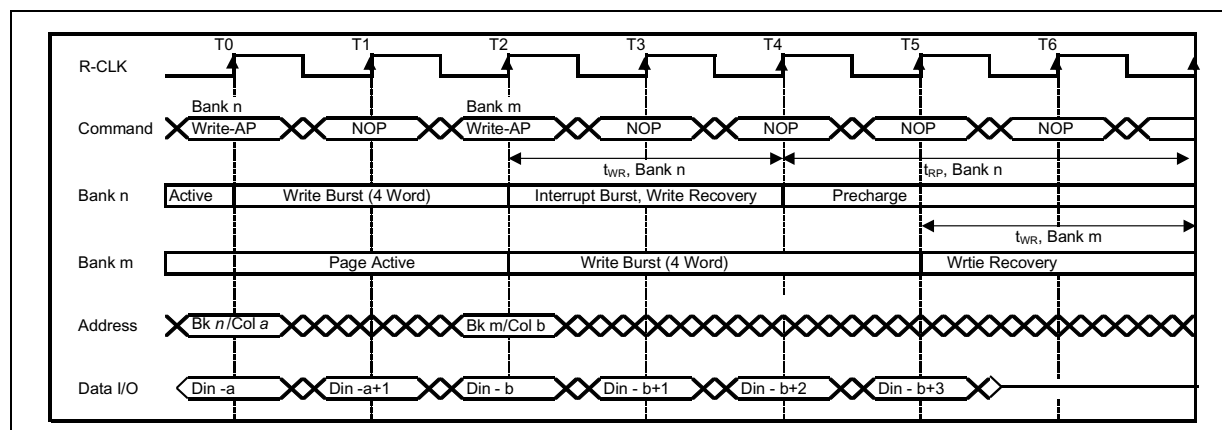 T0 T1 T2 T3 T4 T5 T6
R-CLK
Bank n Bank m
Command Write-AP NOP Write-AP NOP NOP NOP NOP
tWR, Bank n tRP, Bank n
Bank n Active Write Burst (4 Word) Interrupt Burst, Write Recovery Precharge
tWR, Bank m
Bank m Page Active Write Burst (4 Word) Wrtie Recovery
Address Bk n/Col a Bk m/Col b
Data I/O Din -a Din -a+1 Din - b Din - b+1 Din - b+2 Din - b+3